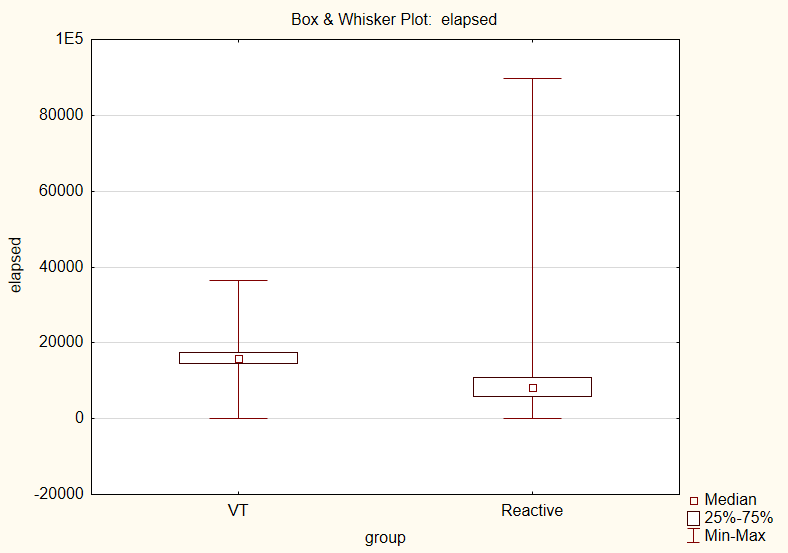 Box & Whisker Plot:  elapsed
1E5
80000
60000
40000
20000
0
-20000
elapsed
VT
Reactive
group
Median
25%-75%
Min-Max